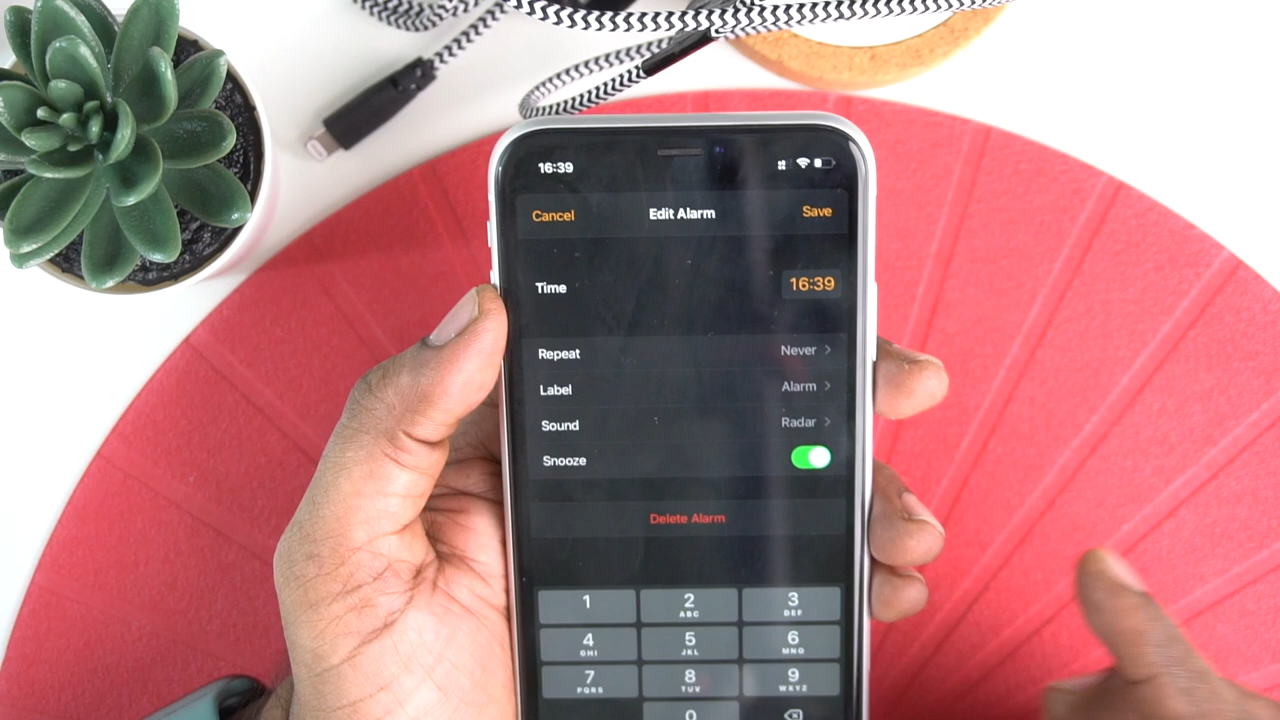 16:39
Cancel Edit Alarm Save
Time 16:39
Repeat Never
Label Alarm
Sound Radar
Snooze
Delete Alarm
1 2 3
ABC DEF
4 5 6
GHI JKL MNO
7 8 9
PQRS TUV WXYZ
0